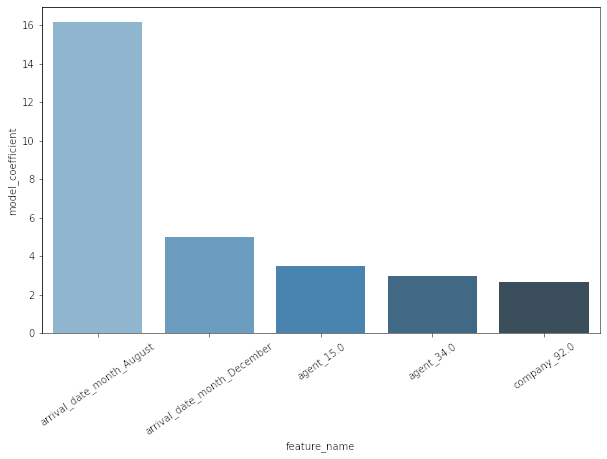 16
14
12
10
8
6
4
2
0
model_coefficient
arrival_date_month_August
arrival_date_month_December
agent_15.0
agent_34.0
company_92.0
feature_name